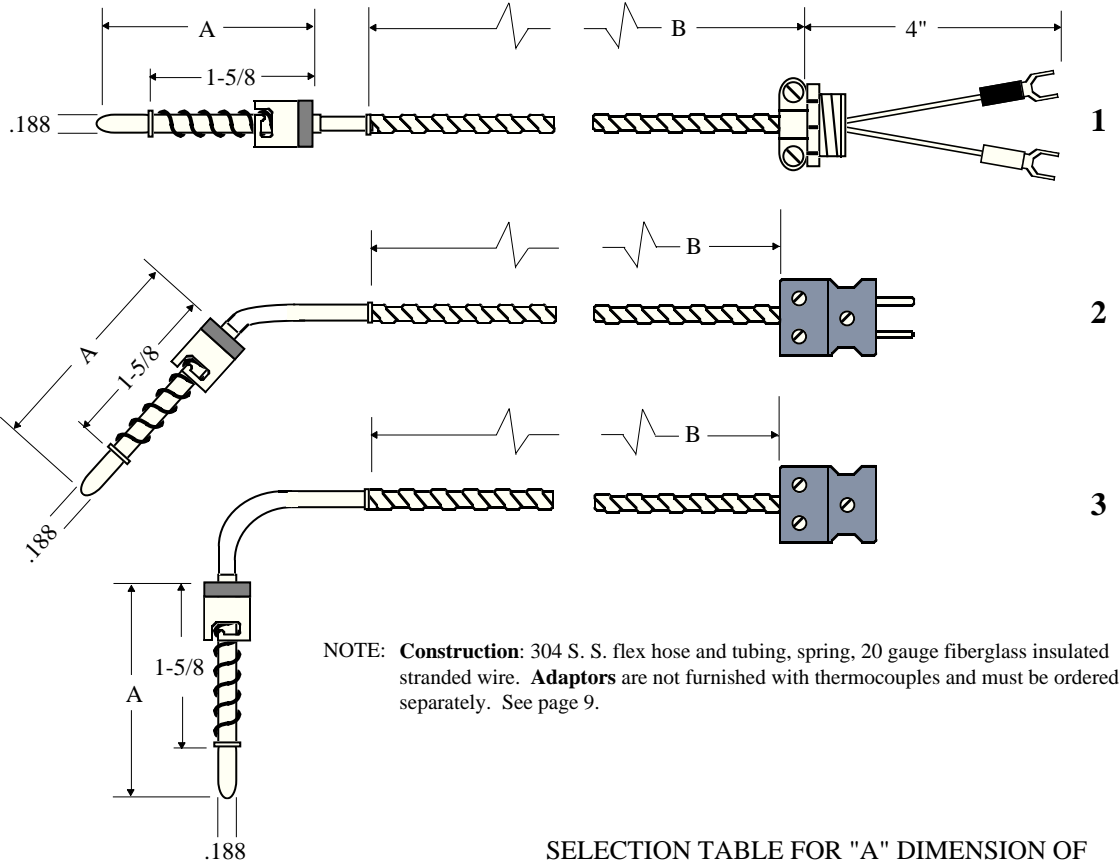 A
B
4"
1-5/8
.188
1
B
2
A
1-5/8
.188
B
3
1-5/8
A
.188
NOTE: Construction: 304 S. S. flex hose and tubing, spring, 20 gauge fiberglass insulated
stranded wire. Adaptors are not furnished with thermocouples and must be ordered
separately. See page 9.
SELECTION TABLE FOR "A" DIMENSION OF